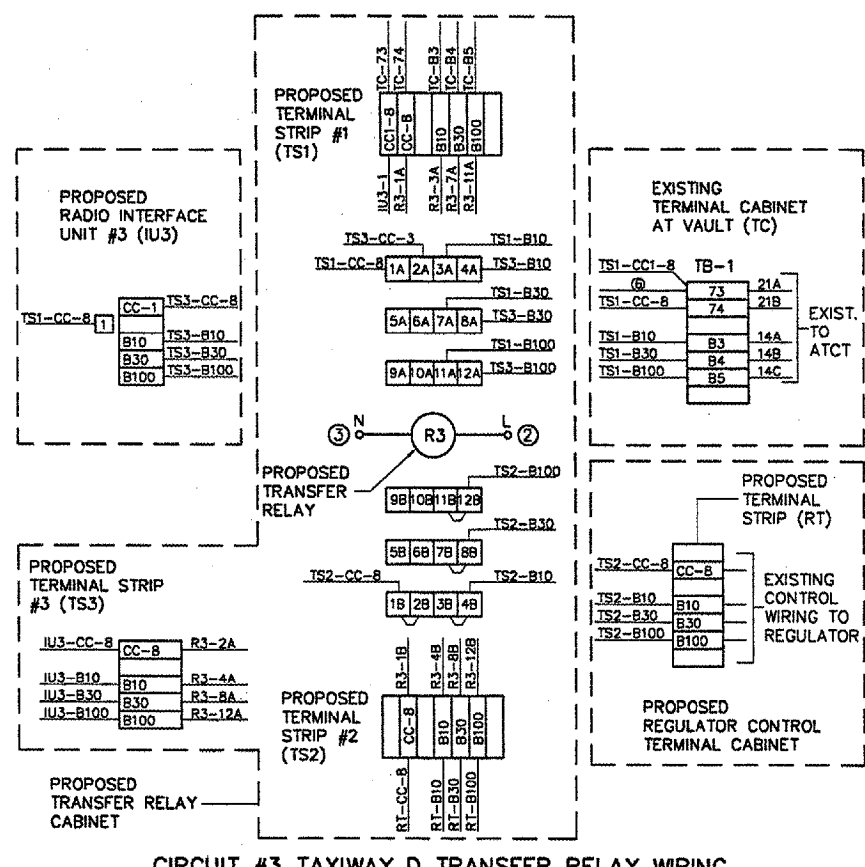 TC-73
TC-74
TC-B3
TC-B4
TC-B5
PROPOSED
TERMINAL
STRIP #1
(TS1)
CC1-8
CC-8
B10
B30
B100
IU3-1
R3-1A
R3-3A
R3-7A
R3-11A
PROPOSED
RADIO INTERFACE
UNIT #3 (IU3)
TS1-CC-8
1
CC-1
TS3-CC-8
B10
TS3-B10
B30
TS3-B30
B100
TS3-B100
TS3-CC-3
TS1-B10
TS1-CC-8
1A 2A 3A 4A
TS3-B10
TS1-B30
5A 6A 7A 8A
TS3-B30
TS1-B100
9A 10A 11A 12A
TS3-B100
3 N
R3
L 2
PROPOSED
TRANSFER
RELAY
TS2-B100
9B 10B 11B 12B
TS2-B30
5B 6B 7B 8B
TS2-CC-8
TS2-B10
1B 2B 3B 4B
EXISTING
TERMINAL CABINET
AT VAULT (TC)
TS1-CC1-8
TB-1
6
73
21A
TS1-CC-8
74
21B
TS1-B10
B3
14A
TS1-B30
B4
14B
TS1-B100
B5
14C
EXIST.
TO
ATCT
PROPOSED
TERMINAL
STRIP (RT)
TS2-CC-8
CC-8
TS2-B10
B10
TS2-B30
B30
TS2-B100
B100
EXISTING
CONTROL
WIRING TO
REGULATOR
PROPOSED
REGULATOR CONTROL
TERMINAL CABINET
PROPOSED
TERMINAL STRIP
#3 (TS3)
IU3-CC-8
CC-8
R3-2A
IU3-B10
B10
R3-4A
IU3-B30
B30
R3-8A
IU3-B100
B100
R3-12A
R3-1B
R3-4B
R3-8B
R3-12B
PROPOSED
TERMINAL
STRIP #2
(TS2)
CC-8
B10
B30
B100
RT-CC-8
RT-B10
RT-B30
RT-B100
PROPOSED
TRANSFER RELAY
CABINET
CIRCUIT #3 TAXIWAY D TRANSFER RELAY WIRING